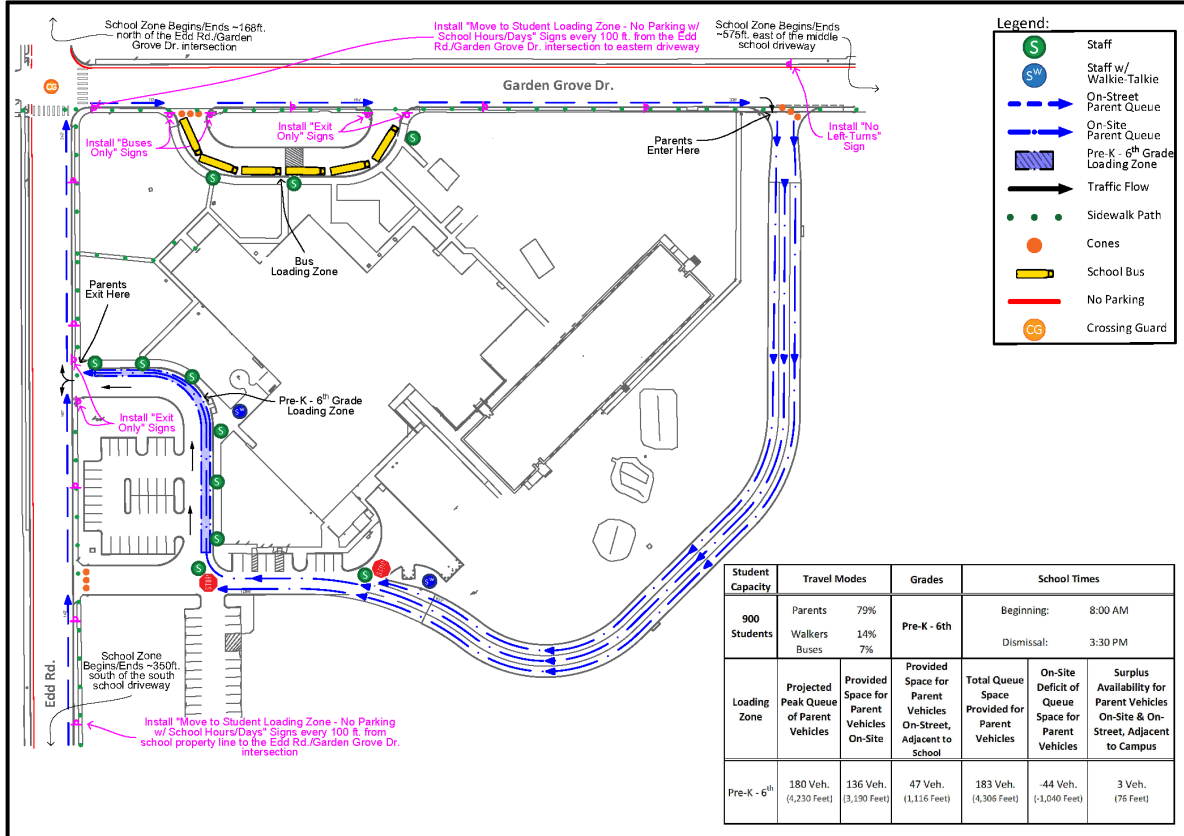 School Zone Begins/Ends ~168ft.
north of the Edd Rd./Garden
Grove Dr. intersection
Install "Move to Student Loading Zone - No Parking w/
School Hours/Days" Signs every 100 ft. from the Edd
Rd./Garden Grove Dr. intersection to eastern driveway
School Zone Begins/Ends
~575ft. east of the middle
school driveway
Garden Grove Dr.
CG
Install "Buses
Only" Signs
Install "Exit
Only" Signs
Parents
Enter Here
Install "No
Left-Turns"
Sign
S
S
S
Bus
Loading Zone
Parents
Exit Here
S
S
S
Pre-K - 6th Grade
Loading Zone
SW
Install "Exit
Only" Signs
S
S
S
S
STOP
S
SW
Edd Rd.
School Zone
Begins/Ends ~350ft.
south of the south
school driveway
Install "Move to Student Loading Zone - No Parking
w/ School Hours/Days" Signs every 100 ft. from
school property line to the Edd Rd./Garden Grove Dr.
intersection
Legend:
S Staff
SW Staff w/
Walkie-Talkie
On-Street
Parent Queue
On-Site
Parent Queue
Pre-K - 6th Grade
Loading Zone
Traffic Flow
Sidewalk Path
Cones
School Bus
No Parking
CG Crossing Guard
Student
Capacity
Travel Modes
Grades
School Times
900
Students
Parents 79%
Walkers 14%
Buses 7%
Pre-K - 6th
Beginning: 8:00 AM
Dismissal: 3:30 PM
Loading
Zone
Projected
Peak Queue
of Parent
Vehicles
Provided
Space for
Parent
Vehicles
On-Site
Provided
Space for
Parent
Vehicles
On-Street,
Adjacent to
School
Total Queue
Space
Provided for
Parent
Vehicles
On-Site
Deficit of
Queue
Space for
Parent
Vehicles
Surplus
Availability for
Parent Vehicles
On-Site & On-
Street, Adjacent
to Campus
Pre-K - 6th
180 Veh.
(4,230 Feet)
136 Veh.
(3,190 Feet)
47 Veh.
(1,116 Feet)
183 Veh.
(4,306 Feet)
-44 Veh.
(-1,040 Feet)
3 Veh.
(76 Feet)